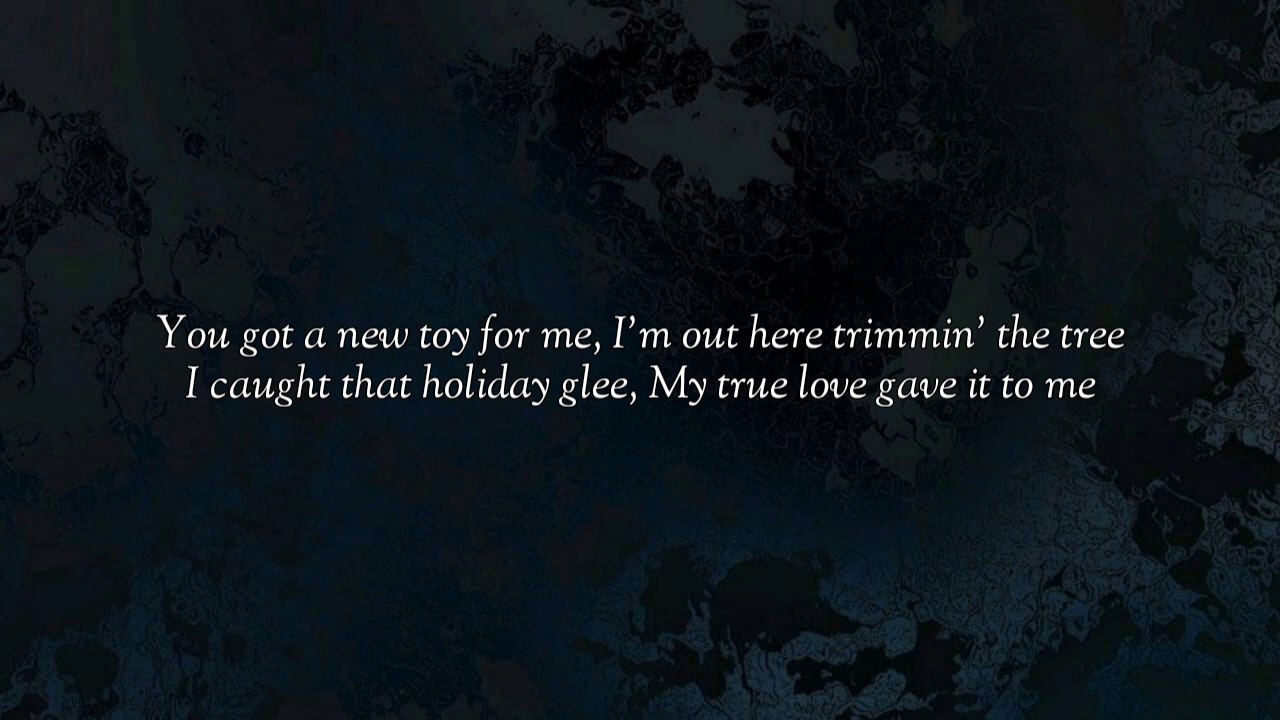 You got a new toy for me, I’m out here trimmin’ the tree
I caught that holiday glee, My true love gave it to me